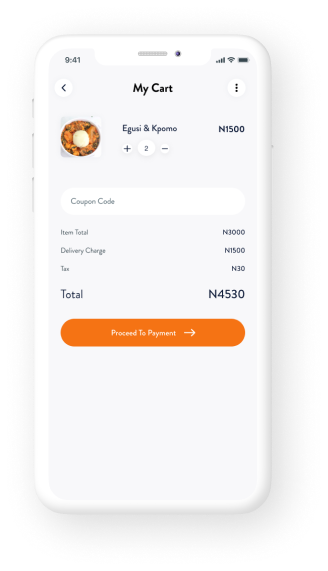 9:41
My Cart
Egusi & Kpomo N1500
+ 2 −
Coupon Code
Item Total N3000
Delivery Charge N1500
Tax N30
Total N4530
Proceed To Payment →